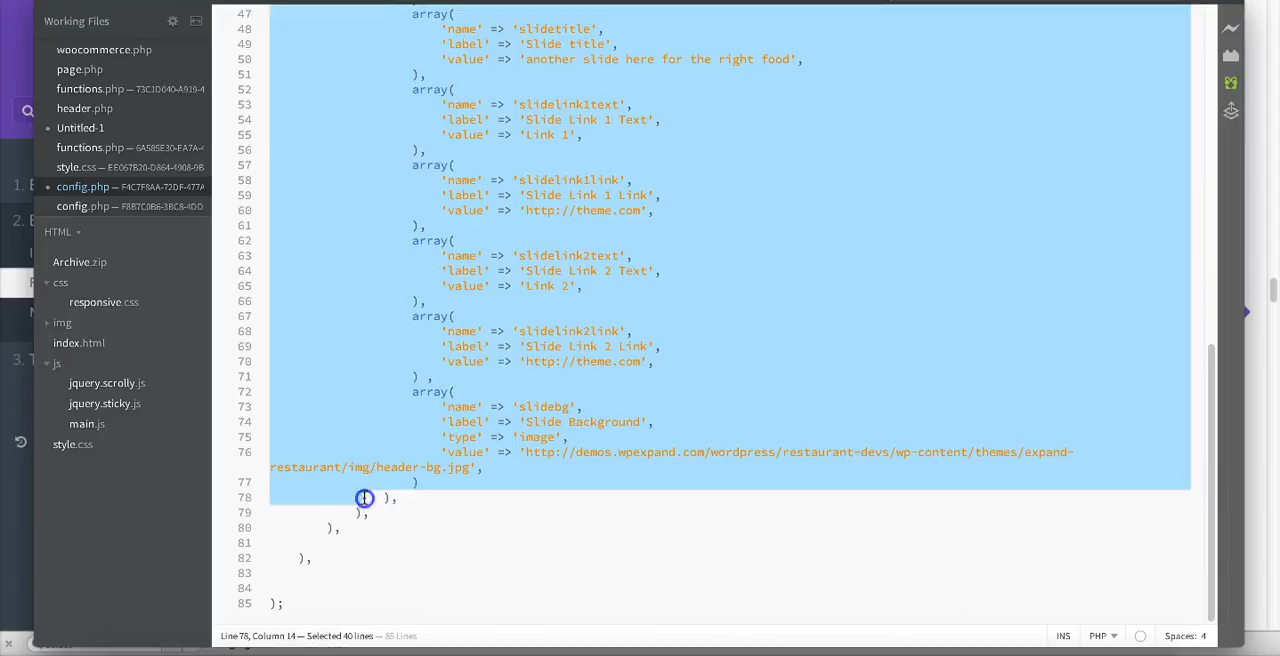 Working Files
woocommerce.php
page.php
functions.php — 73C1D040-A919-4
header.php
Untitled-1
functions.php — 6A585E30-EA7A-4
style.css — EE067B20-D864-4908-9B
config.php — F4C7F8AA-72DF-477A
config.php — F8B7C0B6-3BC8-4DD
HTML
Archive.zip
css
responsive.css
img
index.html
js
jquery.scrolly.js
jquery.sticky.js
main.js
style.css
1.
2.
3. T
47 array(
48 'name' => 'slidetitle',
49 'label' => 'Slide title',
50 'value' => 'another slide here for the right food',
51 ),
52 array(
53 'name' => 'slidelink1text',
54 'label' => 'Slide Link 1 Text',
55 'value' => 'Link 1',
56 ),
57 array(
58 'name' => 'slidelink1link',
59 'label' => 'Slide Link 1 Link',
60 'value' => 'http://theme.com',
61 ),
62 array(
63 'name' => 'slidelink2text',
64 'label' => 'Slide Link 2 Text',
65 'value' => 'Link 2',
66 ),
67 array(
68 'name' => 'slidelink2link',
69 'label' => 'Slide Link 2 Link',
70 'value' => 'http://theme.com',
71 ) ,
72 array(
73 'name' => 'slidebg',
74 'label' => 'Slide Background',
75 'type' => 'image',
76 'value' => 'http://demos.wpexpand.com/wordpress/restaurant-devs/wp-content/themes/expand-
restaurant/img/header-bg.jpg',
77 )
78 ),
79 ),
80 ),
81
82 ),
83
84
85 );
Line 78, Column 14 — Selected 40 lines — 85 Lines
INS
PHP
Spaces: 4